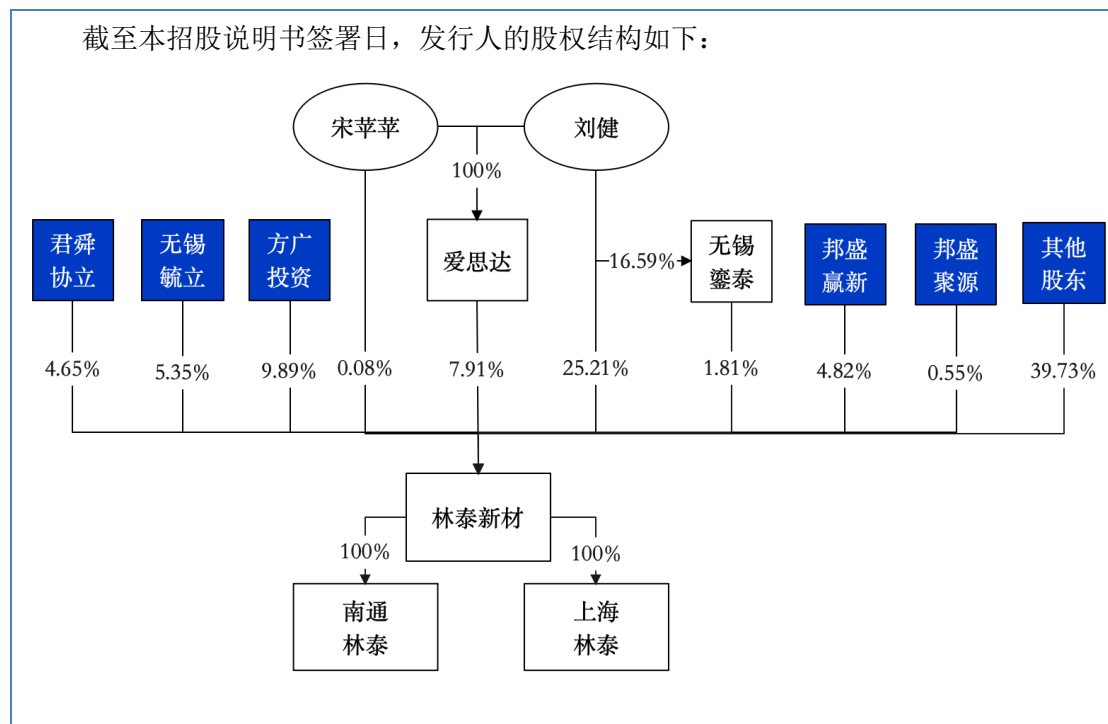 截至本招股说明书签署日，发行人的股权结构如下：
宋苹苹
刘健
100%
君舜
协立
无锡
毓立
方广
投资
爱思达
16.59%
无锡
鎏泰
邦盛
赢新
邦盛
聚源
其他
股东
4.65%
5.35%
9.89%
0.08%
7.91%
25.21%
1.81%
4.82%
0.55%
39.73%
林泰新材
100%
100%
南通
林泰
上海
林泰